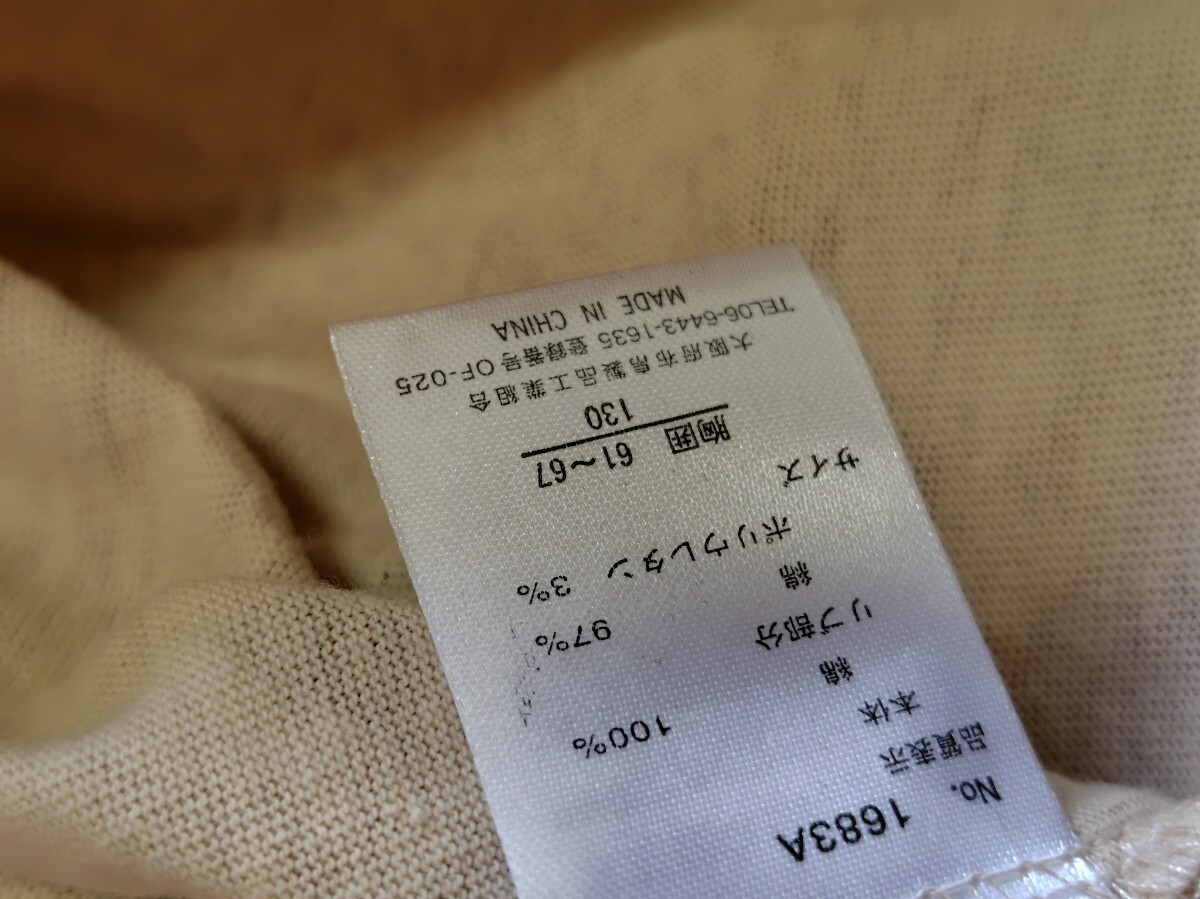 No. 1683A
品質表示
本体
綿 100%
リブ部分
綿 97%
ポリウレタン 3%
サイズ
胸囲 61～67
130
大阪府布帛製品工業組合
TEL06-6443-1635 登録番号OF-025
MADE IN CHINA